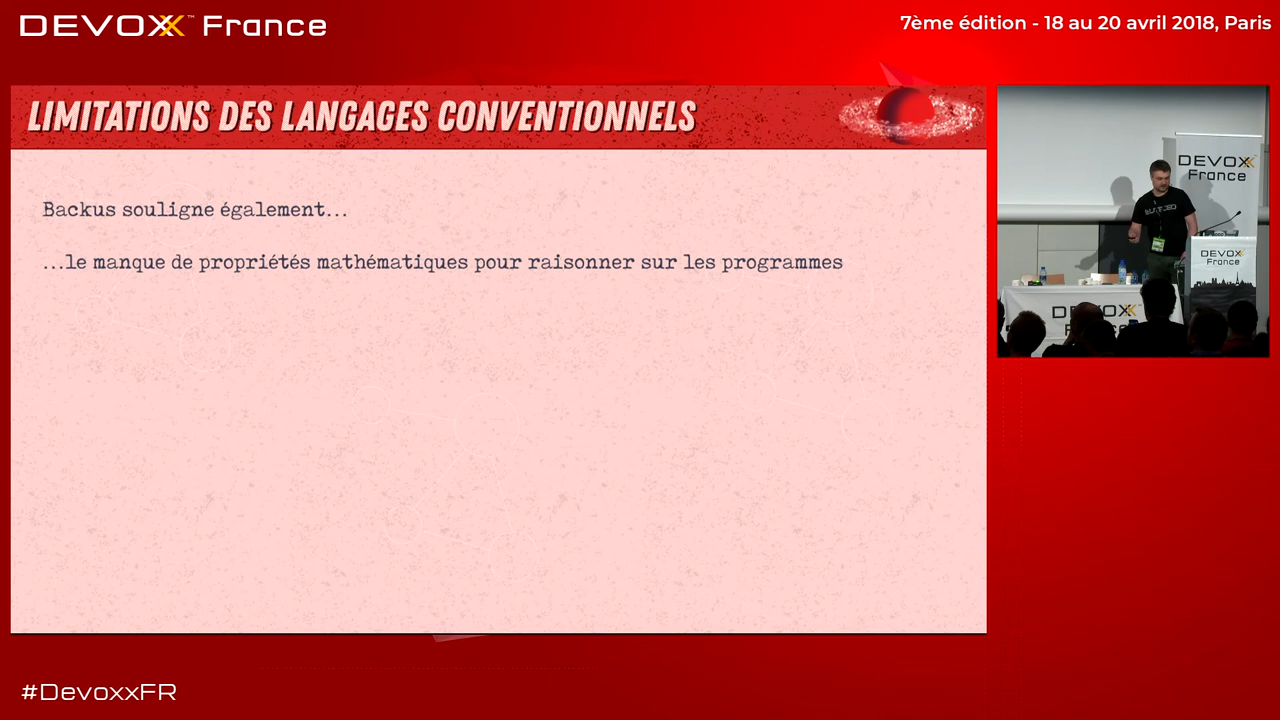 DEVOXX™ France
7ème édition - 18 au 20 avril 2018, Paris
LIMITATIONS DES LANGAGES CONVENTIONNELS
Backus souligne également...
...le manque de propriétés mathématiques pour raisonner sur les programmes
DEVOXX
France
DEVOXX
France
DEVOXX
#DevoxxFR